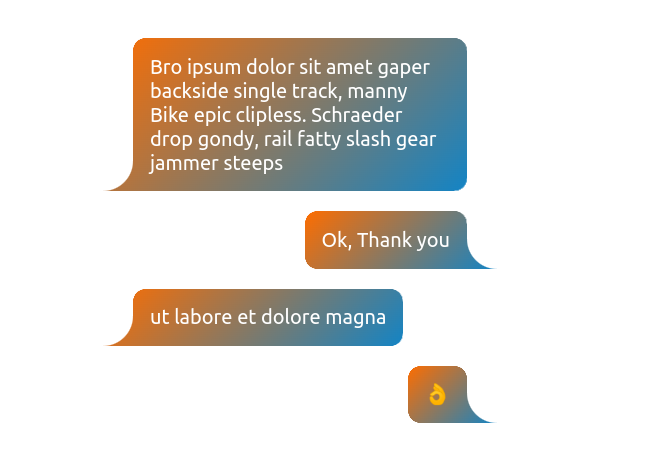 Bro ipsum dolor sit amet gaper
backside single track, manny
Bike epic clipless. Schraeder
drop gondy, rail fatty slash gear
jammer steeps
Ok, Thank you
ut labore et dolore magna
👌